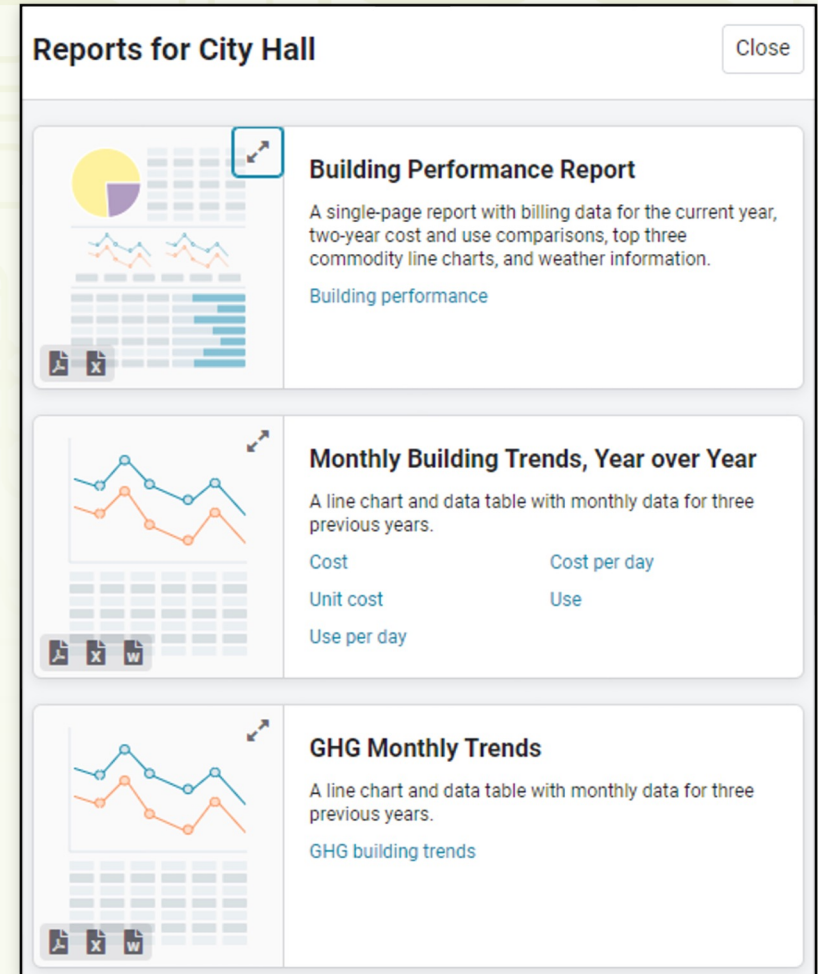 Reports for City Hall
Close
Building Performance Report
A single-page report with billing data for the current year,
two-year cost and use comparisons, top three
commodity line charts, and weather information.
Building performance
Monthly Building Trends, Year over Year
A line chart and data table with monthly data for three
previous years.
Cost
Cost per day
Unit cost
Use
Use per day
GHG Monthly Trends
A line chart and data table with monthly data for three
previous years.
GHG building trends